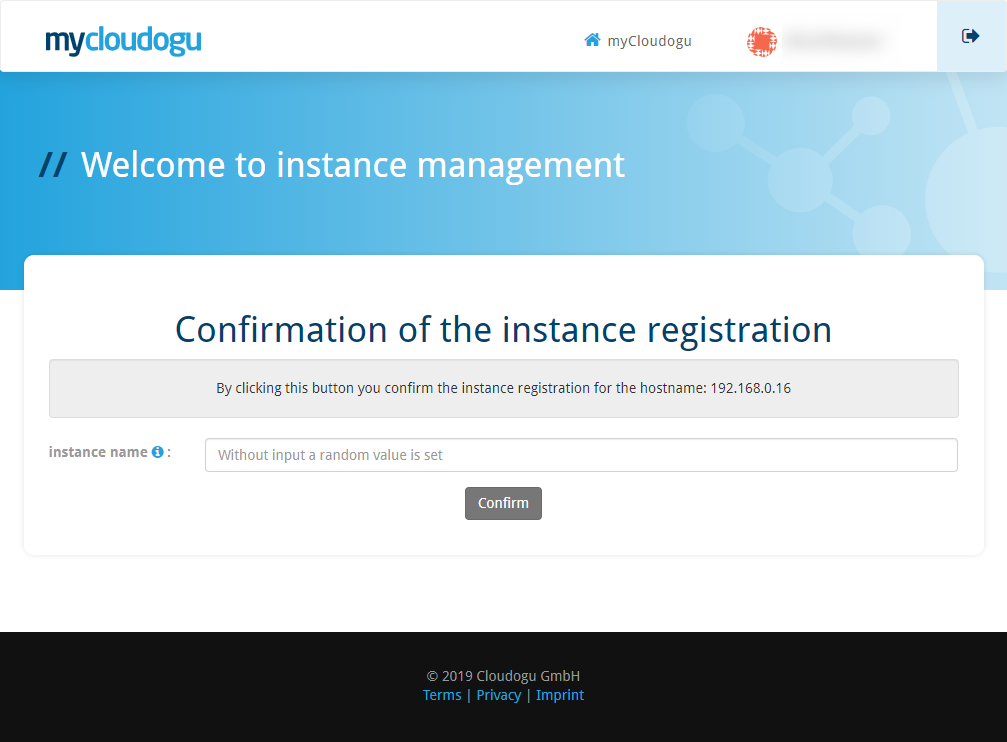 mycloudogu
myCloudogu
// Welcome to instance management
Confirmation of the instance registration
By clicking this button you confirm the instance registration for the hostname: 192.168.0.16
instance name :
Without input a random value is set
Confirm
© 2019 Cloudogu GmbH
Terms | Privacy | Imprint